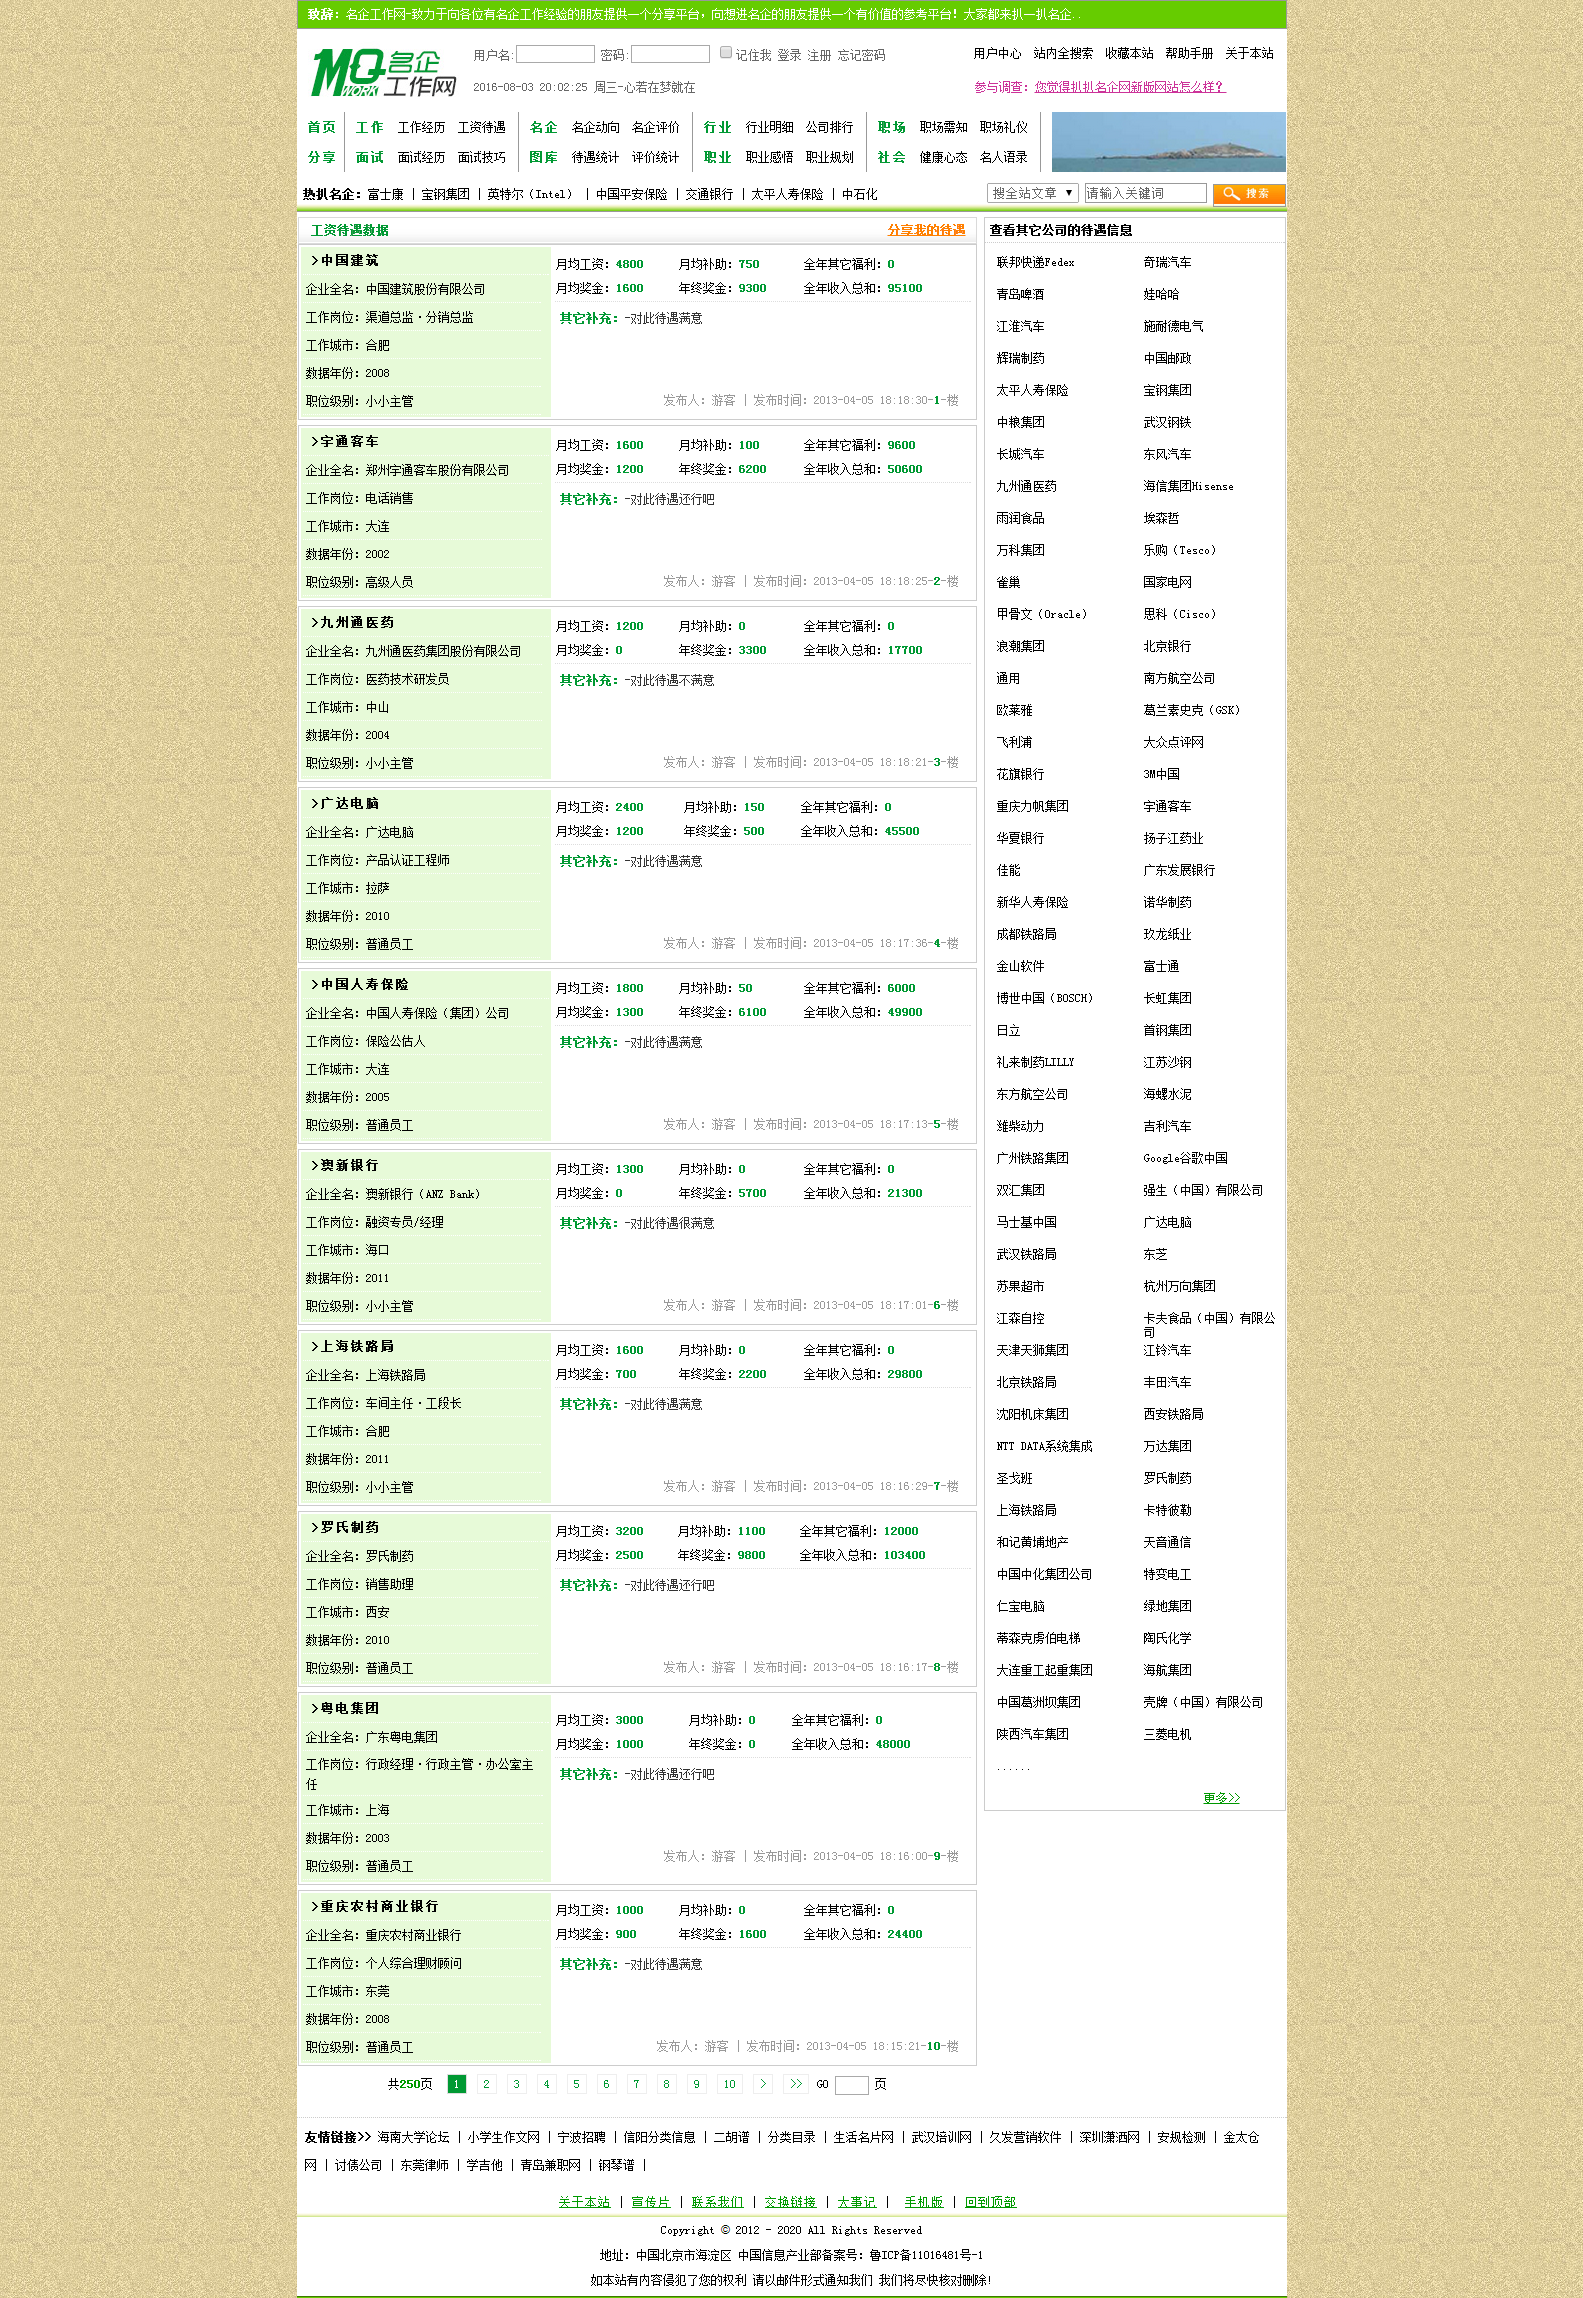 致辞：名企工作网-致力于向各位有名企工作经验的朋友提供一个分享平台，向想进名企的朋友提供一个有价值的参考平台！大家都来扒一扒名企..
MQ WORK 名企工作网
用户名: 密码: 记住我 登录 注册 忘记密码
用户中心 站内全搜索 收藏本站 帮助手册 关于本站
2016-08-03 20:02:25 周三-心若在梦就在
参与调查：您觉得扒扒名企网新版网站怎么样？
首页 工作 工作经历 工资待遇 名企 名企动向 名企评价 行业 行业明细 公司排行 职场 职场需知 职场礼仪
分享 面试 面试经历 面试技巧 图库 待遇统计 评价统计 职业 职业感悟 职业规划 社会 健康心态 名人语录
热扒名企：富士康 | 宝钢集团 | 英特尔（Intel） | 中国平安保险 | 交通银行 | 太平人寿保险 | 中石化
搜全站文章 请输入关键词 搜索
工资待遇数据 分享我的待遇
>中国建筑
企业全名：中国建筑股份有限公司
工作岗位：渠道总监·分销总监
工作城市：合肥
数据年份：2008
职位级别：小小主管
月均工资：4800 月均补助：750 全年其它福利：0
月均奖金：1600 年终奖金：9300 全年收入总和：95100
其它补充：-对此待遇满意
发布人：游客 | 发布时间：2013-04-05 18:18:30-1-楼
>宇通客车
企业全名：郑州宇通客车股份有限公司
工作岗位：电话销售
工作城市：大连
数据年份：2002
职位级别：高级人员
月均工资：1600 月均补助：100 全年其它福利：9600
月均奖金：1200 年终奖金：6200 全年收入总和：50600
其它补充：-对此待遇还行吧
发布人：游客 | 发布时间：2013-04-05 18:18:25-2-楼
>九州通医药
企业全名：九州通医药集团股份有限公司
工作岗位：医药技术研发员
工作城市：中山
数据年份：2004
职位级别：小小主管
月均工资：1200 月均补助：0 全年其它福利：0
月均奖金：0 年终奖金：3300 全年收入总和：17700
其它补充：-对此待遇不满意
发布人：游客 | 发布时间：2013-04-05 18:18:21-3-楼
>广达电脑
企业全名：广达电脑
工作岗位：产品认证工程师
工作城市：拉萨
数据年份：2010
职位级别：普通员工
月均工资：2400 月均补助：150 全年其它福利：0
月均奖金：1200 年终奖金：500 全年收入总和：45500
其它补充：-对此待遇满意
发布人：游客 | 发布时间：2013-04-05 18:17:36-4-楼
>中国人寿保险
企业全名：中国人寿保险（集团）公司
工作岗位：保险公估人
工作城市：大连
数据年份：2005
职位级别：普通员工
月均工资：1800 月均补助：50 全年其它福利：6000
月均奖金：1300 年终奖金：6100 全年收入总和：49900
其它补充：-对此待遇满意
发布人：游客 | 发布时间：2013-04-05 18:17:13-5-楼
>澳新银行
企业全名：澳新银行（ANZ Bank）
工作岗位：融资专员/经理
工作城市：海口
数据年份：2011
职位级别：小小主管
月均工资：1300 月均补助：0 全年其它福利：0
月均奖金：0 年终奖金：5700 全年收入总和：21300
其它补充：-对此待遇很满意
发布人：游客 | 发布时间：2013-04-05 18:17:01-6-楼
>上海铁路局
企业全名：上海铁路局
工作岗位：车间主任·工段长
工作城市：合肥
数据年份：2011
职位级别：小小主管
月均工资：1600 月均补助：0 全年其它福利：0
月均奖金：700 年终奖金：2200 全年收入总和：29800
其它补充：-对此待遇满意
发布人：游客 | 发布时间：2013-04-05 18:16:29-7-楼
>罗氏制药
企业全名：罗氏制药
工作岗位：销售助理
工作城市：西安
数据年份：2010
职位级别：普通员工
月均工资：3200 月均补助：1100 全年其它福利：12000
月均奖金：2500 年终奖金：9800 全年收入总和：103400
其它补充：-对此待遇还行吧
发布人：游客 | 发布时间：2013-04-05 18:16:17-8-楼
>粤电集团
企业全名：广东粤电集团
工作岗位：行政经理·行政主管·办公室主
任
工作城市：上海
数据年份：2003
职位级别：普通员工
月均工资：3000 月均补助：0 全年其它福利：0
月均奖金：1000 年终奖金：0 全年收入总和：48000
其它补充：-对此待遇还行吧
发布人：游客 | 发布时间：2013-04-05 18:16:00-9-楼
>重庆农村商业银行
企业全名：重庆农村商业银行
工作岗位：个人综合理财顾问
工作城市：东莞
数据年份：2008
职位级别：普通员工
月均工资：1000 月均补助：0 全年其它福利：0
月均奖金：900 年终奖金：1600 全年收入总和：24400
其它补充：-对此待遇满意
发布人：游客 | 发布时间：2013-04-05 18:15:21-10-楼
共250页 1 2 3 4 5 6 7 8 9 10 > >> GO 页
查看其它公司的待遇信息
联邦快递Fedex 奇瑞汽车
青岛啤酒 娃哈哈
江淮汽车 施耐德电气
辉瑞制药 中国邮政
太平人寿保险 宝钢集团
中粮集团 武汉钢铁
长城汽车 东风汽车
九州通医药 海信集团Hisense
雨润食品 埃森哲
万科集团 乐购（Tesco）
雀巢 国家电网
甲骨文（Oracle） 思科（Cisco）
浪潮集团 北京银行
通用 南方航空公司
欧莱雅 葛兰素史克（GSK）
飞利浦 大众点评网
花旗银行 3M中国
重庆力帆集团 宇通客车
华夏银行 扬子江药业
佳能 广东发展银行
新华人寿保险 诺华制药
成都铁路局 玖龙纸业
金山软件 富士通
博世中国（BOSCH） 长虹集团
日立 首钢集团
礼来制药LILLY 江苏沙钢
东方航空公司 海螺水泥
潍柴动力 吉利汽车
广州铁路集团 Google谷歌中国
双汇集团 强生（中国）有限公司
马士基中国 广达电脑
武汉铁路局 东芝
苏果超市 杭州万向集团
江森自控 卡夫食品（中国）有限公
司
天津天狮集团 江铃汽车
北京铁路局 丰田汽车
沈阳机床集团 西安铁路局
NTT DATA系统集成 万达集团
圣戈班 罗氏制药
上海铁路局 卡特彼勒
和记黄埔地产 天音通信
中国中化集团公司 特变电工
仁宝电脑 绿地集团
蒂森克虏伯电梯 陶氏化学
大连重工起重集团 海航集团
中国葛洲坝集团 壳牌（中国）有限公司
陕西汽车集团 三菱电机
......
更多>>
友情链接>> 海南大学论坛 | 小学生作文网 | 宁波招聘 | 信阳分类信息 | 二胡谱 | 分类目录 | 生活名片网 | 武汉培训网 | 久发营销软件 | 深圳潇洒网 | 安规检测 | 金太仓
网 | 讨债公司 | 东莞律师 | 学吉他 | 青岛兼职网 | 钢琴谱 |
关于本站 | 宣传片 | 联系我们 | 交换链接 | 大事记 | 手机版 | 回到顶部
Copyright © 2012 - 2020 All Rights Reserved
地址：中国北京市海淀区 中国信息产业部备案号：鲁ICP备11016481号-1
如本站有内容侵犯了您的权利 请以邮件形式通知我们 我们将尽快核对删除!